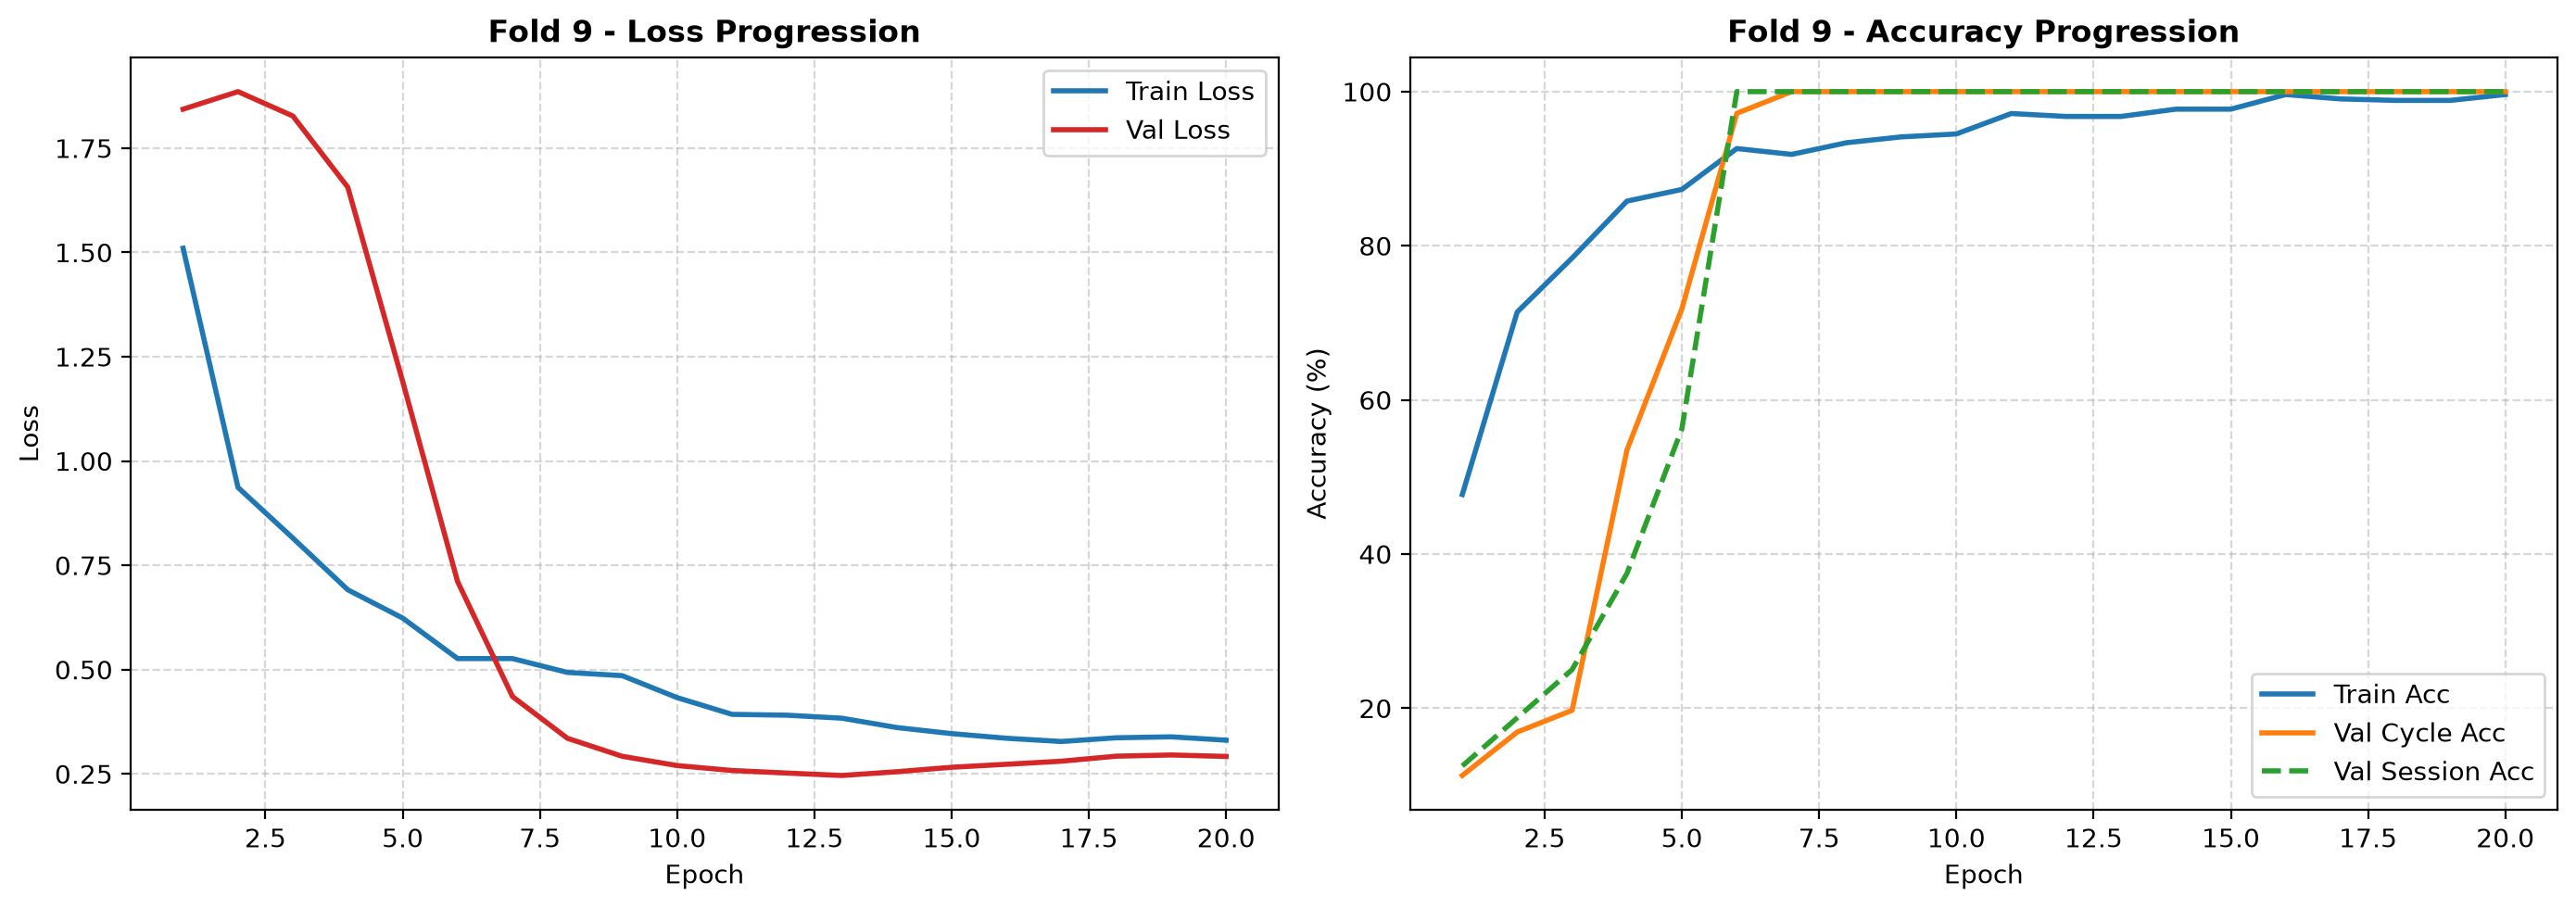 Fold 9 - Loss Progression
Train Loss
Val Loss
1.75
1.50
1.25
1.00
0.75
0.50
0.25
Loss
2.5 5.0 7.5 10.0 12.5 15.0 17.5 20.0
Epoch
Fold 9 - Accuracy Progression
100
80
60
40
20
Accuracy (%)
Train Acc
Val Cycle Acc
Val Session Acc
2.5 5.0 7.5 10.0 12.5 15.0 17.5 20.0
Epoch